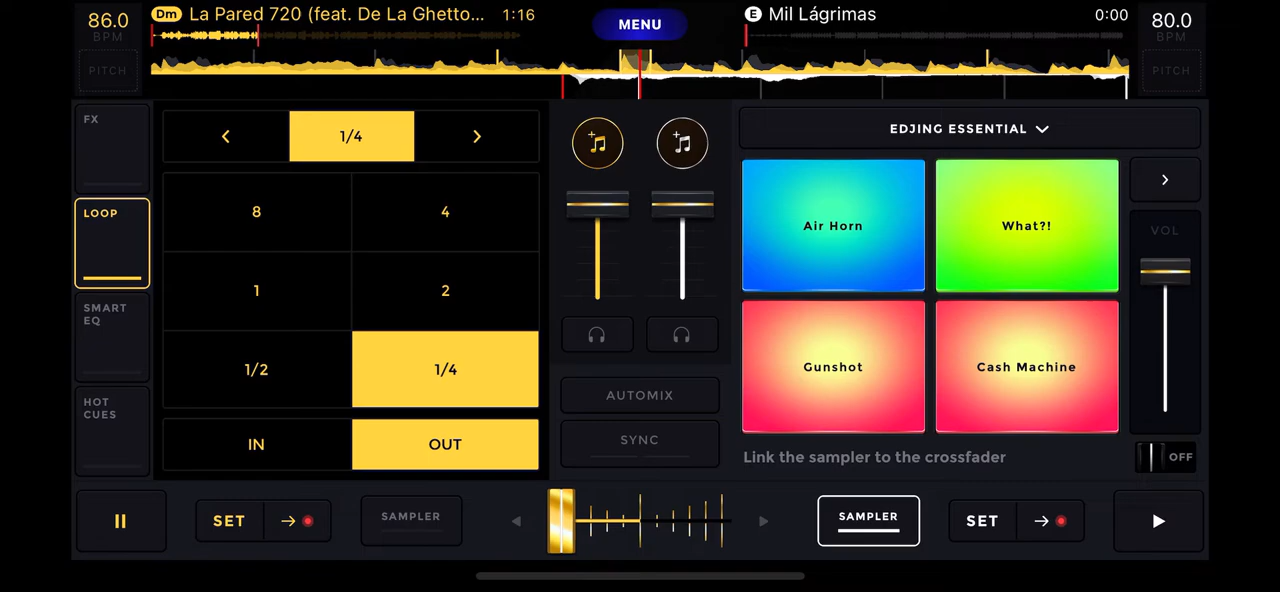 86.0
BPM
PITCH
Dm La Pared 720 (feat. De La Ghetto... 1:16
MENU
E Mil Lágrimas 0:00
80.0
BPM
PITCH
FX
LOOP
SMART
EQ
HOT
CUES
< 1/4 >
8 4
1 2
1/2 1/4
IN OUT
AUTOMIX
SYNC
EDJING ESSENTIAL
Air Horn What?!
Gunshot Cash Machine
VOL
Link the sampler to the crossfader OFF
SET
SAMPLER
SAMPLER
SET